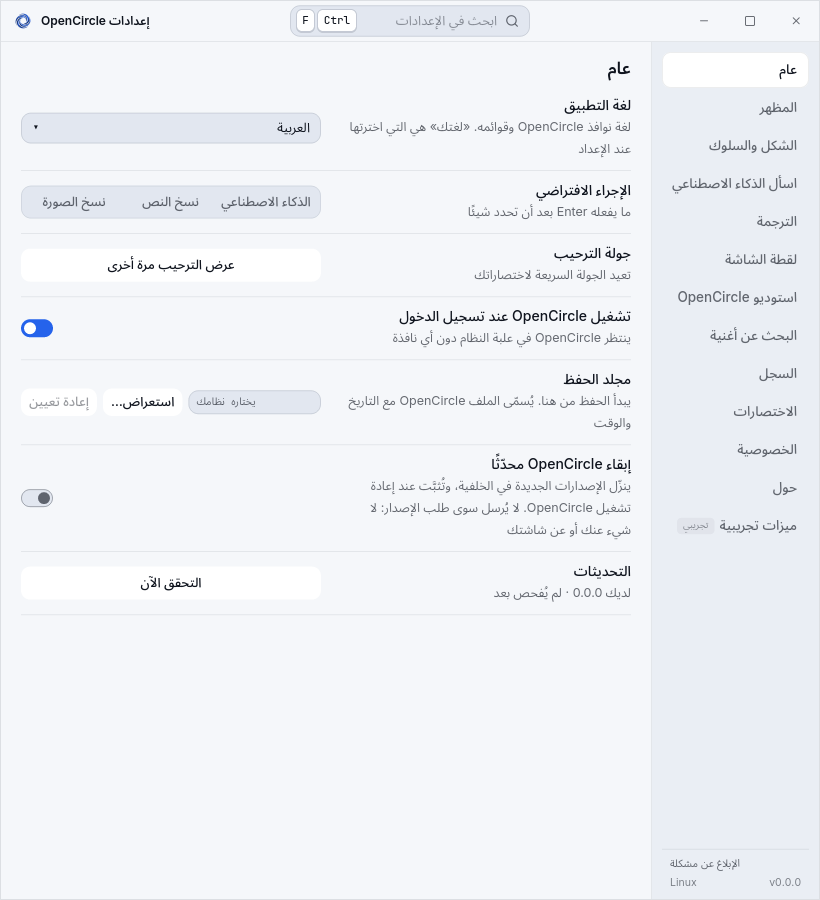 إعدادات OpenCircle
ابحث في الإعدادات
Ctrl F
عام
المظهر
الشكل والسلوك
اسأل الذكاء الاصطناعي
الترجمة
لقطة الشاشة
استوديو OpenCircle
البحث عن أغنية
السجل
الاختصارات
الخصوصية
حول
ميزات تجريبية تجريبي
الإبلاغ عن مشكلة
Linux v0.0.0
عام
لغة التطبيق
لغة نوافذ OpenCircle وقوائمه. «لغتك» هي التي اخترتها
عند الإعداد
العربية
الإجراء الافتراضي
ما يفعله Enter بعد أن تحدد شيئًا
الذكاء الاصطناعي نسخ النص نسخ الصورة
جولة الترحيب
تعيد الجولة السريعة لاختصاراتك
عرض الترحيب مرة أخرى
تشغيل OpenCircle عند تسجيل الدخول
ينتظر OpenCircle في علبة النظام دون أي نافذة
مجلد الحفظ
يبدأ الحفظ من هنا. يُسمّى الملف OpenCircle مع التاريخ
والوقت
يختاره نظامك استعراض... إعادة تعيين
إبقاء OpenCircle محدّثًا
ينزّل الإصدارات الجديدة في الخلفية، وتُثبَّت عند إعادة
تشغيل OpenCircle. لا يُرسل سوى طلب الإصدار: لا
شيء عنك أو عن شاشتك
التحديثات
لديك 0.0.0 · لم يُفحص بعد
التحقق الآن